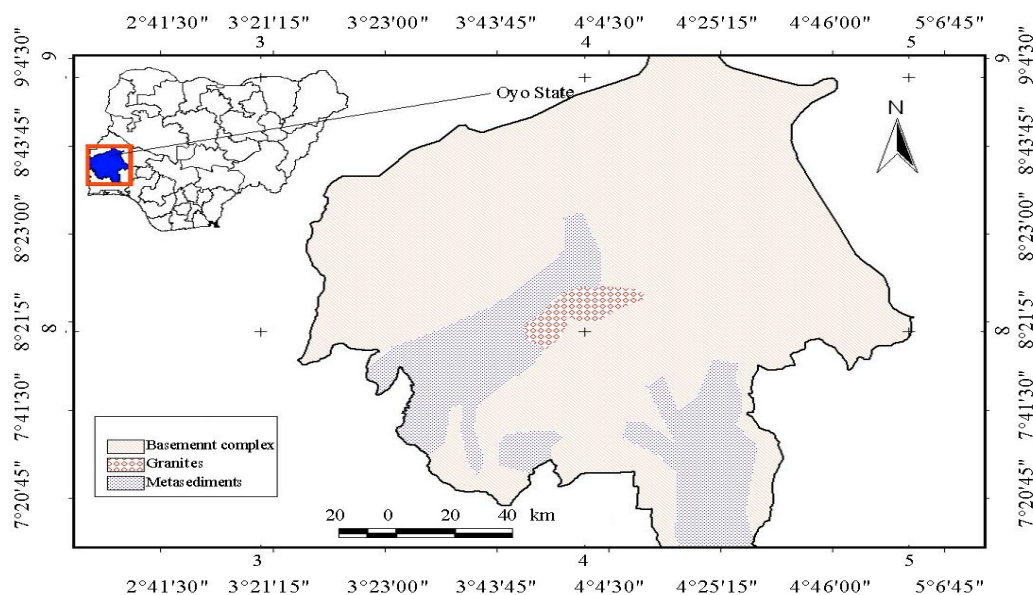 2°41'30" 3°21'15" 3°23'00" 3°43'45" 4°4'30" 4°25'15" 4°46'00" 5°6'45"
3 4 5
9 9
9°4'30" 9°4'30"
Oyo State
N
8°43'45" 8°43'45"
8°23'00" 8°23'00"
8 8
8°21'5" 8°21'5"
7°41'30" 7°41'30"
Basemennt complex
Granites
Metasediments
7°20'45" 7°20'45"
20 0 20 40 km
3 4 5
2°41'30" 3°21'15" 3°23'00" 3°43'45" 4°4'30" 4°25'15" 4°46'00" 5°6'45"